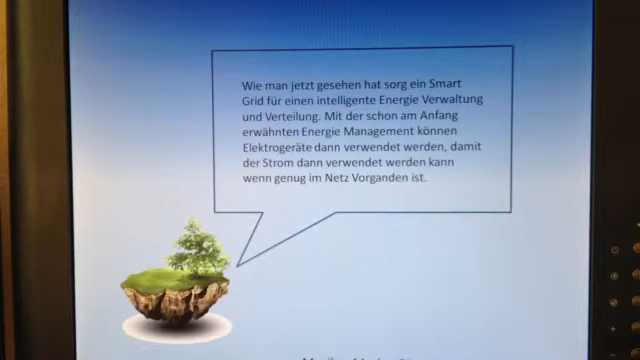 Wie man jetzt gesehen hat sorg ein Smart
Grid für einen intelligente Energie Verwaltung
und Verteilung. Mit der schon am Anfang
erwähnten Energie Management können
Elektrogeräte dann verwendet werden, damit
der Strom dann verwendet werden kann
wenn genug im Netz Vorganden ist.